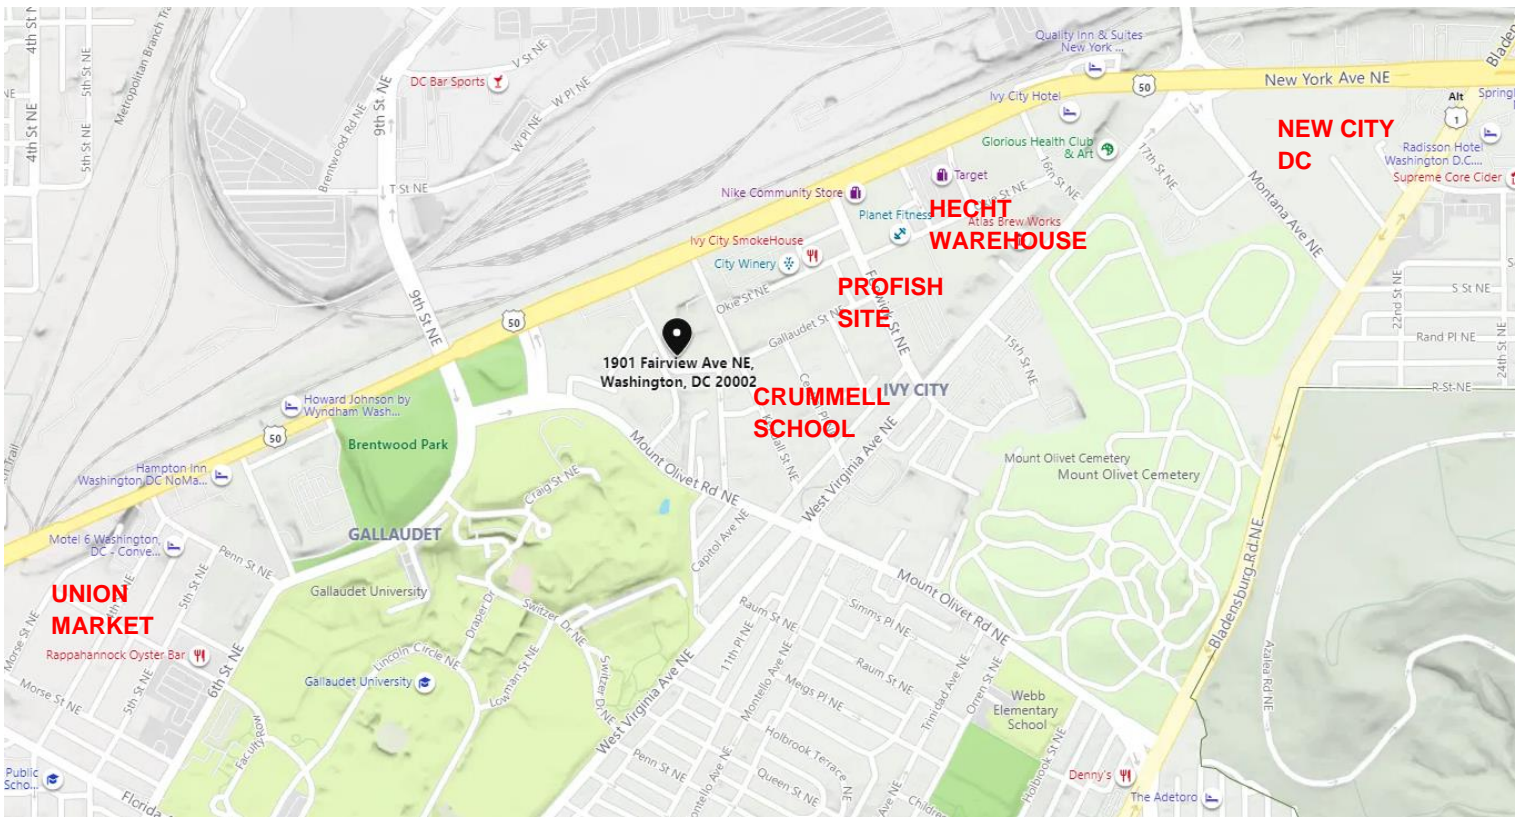 4th St N
Metropolitan Branch Tra
5th St NE
NE
4th St NE
5th St NE
V St NE
DC Bar Sports
W Pl NE
W Pl NE
Brentwood Rd NE
9th St NE
T St NE
9th St NE
Quality Inn & Suites
New York ...
New York Ave NE
50
Ivy City Hotel
Bladen
Alt
1
Spring
NEW CITY
DC
Glorious Health Club
& Art
Radisson Hotel
Washington D.C....
Supreme Core Cider
17th St NE
16th St NE
Montana Ave NE
Target
Nike Community Store
HECHT
WAREHOUSE
Planet Fitness
Atlas Brew Works
Ivy City SmokeHouse
City Winery
Okie St NE
PROFISH
SITE
Gallaudet St NE
S St NE
22nd St NE
Rand Pl NE
24th St NE
R St NE
15th St NE
50
1901 Fairview Ave NE,
Washington, DC 20002
CRUMMELL
SCHOOL
IVY CITY
Howard Johnson by
Wyndham Wash...
50
Brentwood Park
Hampton Inn
Washington DC NoMa...
Mount Olivet Rd NE
West Virginia Ave NE
Mount Olivet Cemetery
Mount Olivet Cemetery
Craig St NE
GALLAUDET
Motel 6 Washington,
DC - Conve...
Penn St NE
5th St NE
Capitol Ave NE
Bladensburg Rd NE
UNION
MARKET
Gallaudet University
Draper Dr
Switzer Dr NE
Mount Olivet Rd NE
Morse St NE
Rappahannock Oyster Bar
6th St NE
Lincoln Circle NE
Gallaudet University
Lowman St NE
Switzer Dr NE
Raum St NE
Simms Pl NE
11th Pl NE
Montello Ave NE
Meigs Pl NE
Raum St NE
Trinidad Ave NE
Orren St NE
Webb
Elementary
School
Azalea Rd NE
Morse St NE
5th St NE
Faculty Row
West Virginia Ave NE
Penn St NE
Holbrook Terrace NE
Queen St NE
Montello Ave NE
Holbrook St NE
Public
Scho...
Florida
Denny's
The Adetoro